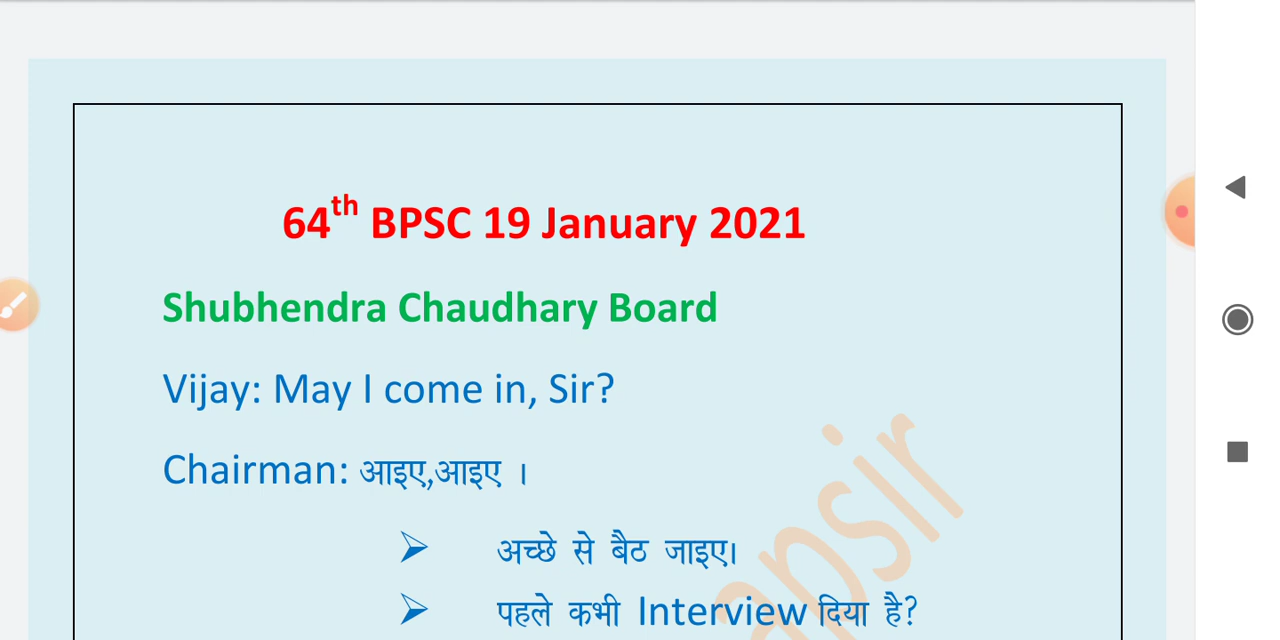 64th BPSC 19 January 2021
Shubhendra Chaudhary Board
Vijay: May I come in, Sir?
Chairman: आइए,आइए ।
➢ अच्छे से बैठ जाइए।
➢ पहले कभी Interview दिया है?
apsir